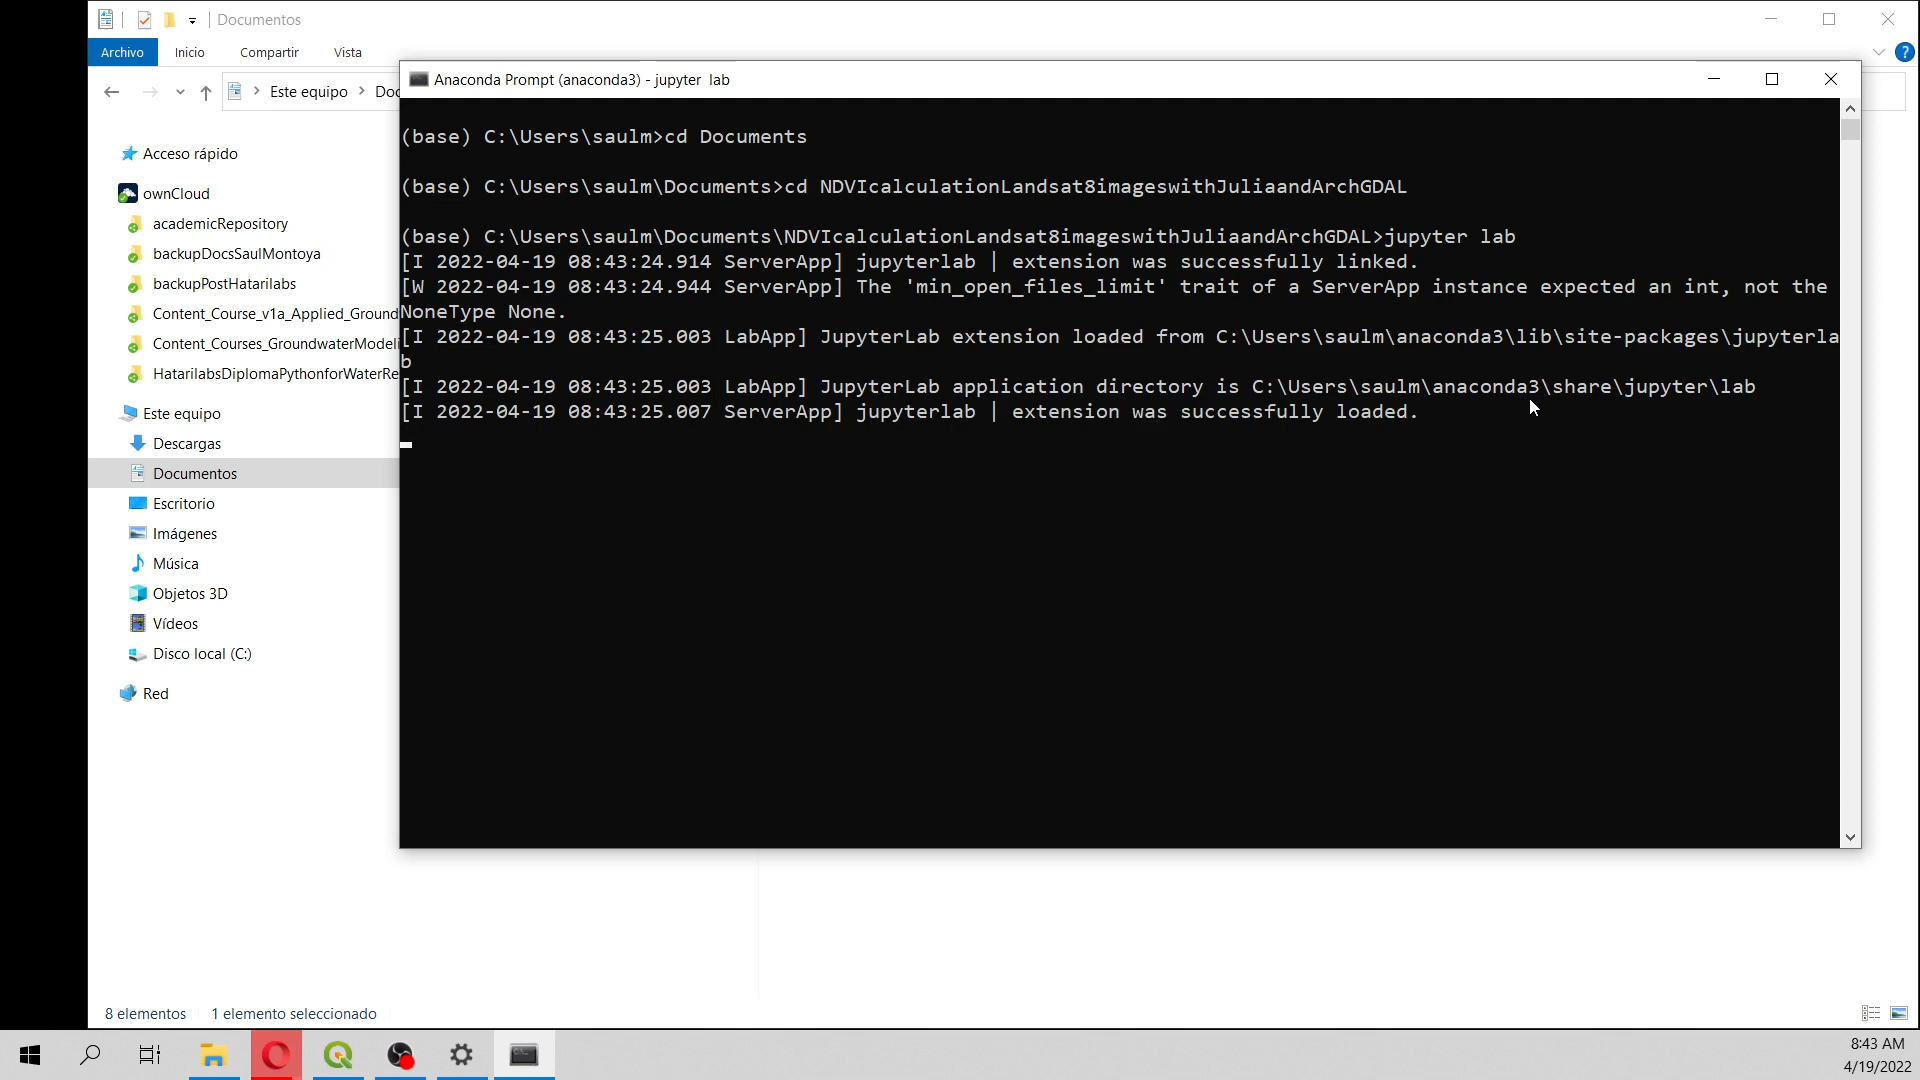 Documentos
Archivo
Inicio
Compartir
Vista
Este equipo
Doc
Acceso rápido
ownCloud
academicRepository
backupDocsSaulMontoya
backupPostHatarilabs
Content_Course_v1a_Applied_Ground
Content_Courses_GroundwaterModeli
HatarilabsDiplomaPythonforWaterRe
Este equipo
Descargas
Documentos
Escritorio
Imágenes
Música
Objetos 3D
Vídeos
Disco local (C:)
Red
8 elementos
1 elemento seleccionado
Anaconda Prompt (anaconda3) - jupyter lab
(base) C:\Users\saulm>cd Documents
(base) C:\Users\saulm\Documents>cd NDVIcalculationLandsat8imageswithJuliaandArchGDAL
(base) C:\Users\saulm\Documents\NDVIcalculationLandsat8imageswithJuliaandArchGDAL>jupyter lab
[I 2022-04-19 08:43:24.914 ServerApp] jupyterlab | extension was successfully linked.
[W 2022-04-19 08:43:24.944 ServerApp] The 'min_open_files_limit' trait of a ServerApp instance expected an int, not the
NoneType None.
[I 2022-04-19 08:43:25.003 LabApp] JupyterLab extension loaded from C:\Users\saulm\anaconda3\lib\site-packages\jupyterla
b
[I 2022-04-19 08:43:25.003 LabApp] JupyterLab application directory is C:\Users\saulm\anaconda3\share\jupyter\lab
[I 2022-04-19 08:43:25.007 ServerApp] jupyterlab | extension was successfully loaded.
8:43 AM
4/19/2022